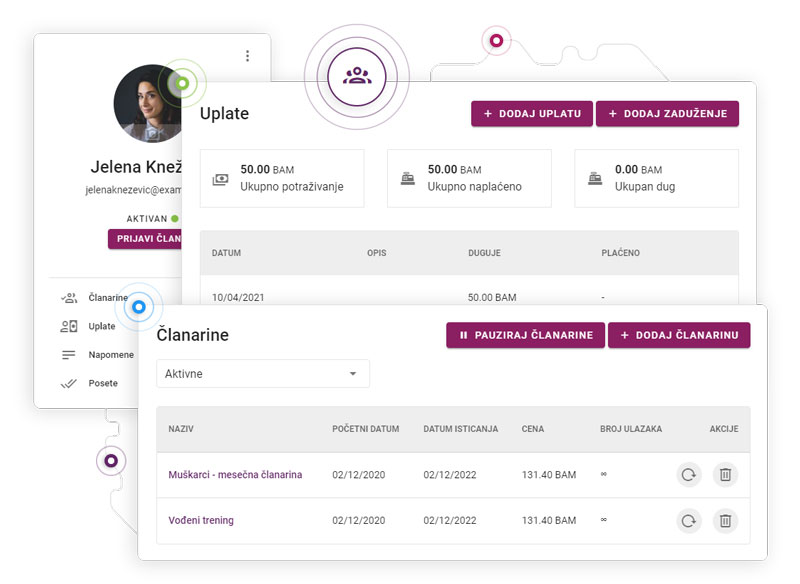 Jelena Knež
jelenaknezevic@exam
AKTIVAN
PRIJAVI ČLAN
Članarine
Uplate
Napomene
Posete
Uplate
+ DODAJ UPLATU
+ DODAJ ZADUŽENJE
50.00 BAM
Ukupno potraživanje
50.00 BAM
Ukupno naplaćeno
0.00 BAM
Ukupan dug
DATUM OPIS DUGUJE PLAĆENO
10/04/2021 50.00 BAM -
Članarine
PAUZIRAJ ČLANARINE
+ DODAJ ČLANARINU
Aktivne
NAZIV POČETNI DATUM DATUM ISTICANJA CENA BROJ ULAZAKA AKCIJE
Muškarci - mesečna članarina 02/12/2020 02/12/2022 131.40 BAM ∞
Vođeni trening 02/12/2020 02/12/2022 131.40 BAM ∞